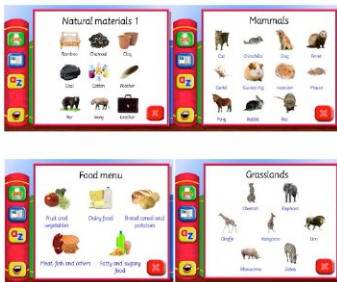 Natural materials 1
Bamboo Charcoal Clay
Coal Cotton Feather
Fur Ivory Leather
Mammals
Cat Chinchilla Dog Ferret
Gerbil Guinea Pig Hamster Mouse
Pony Rabbit Rat
Food menu
Fruit and vegetables
Dairy food
Bread cereal and potatoes
Meat, fish and others
Fatty and sugary food
Grasslands
Cheetah Elephant
Giraffe Kangaroo Lion
Rhinoceros Zebra